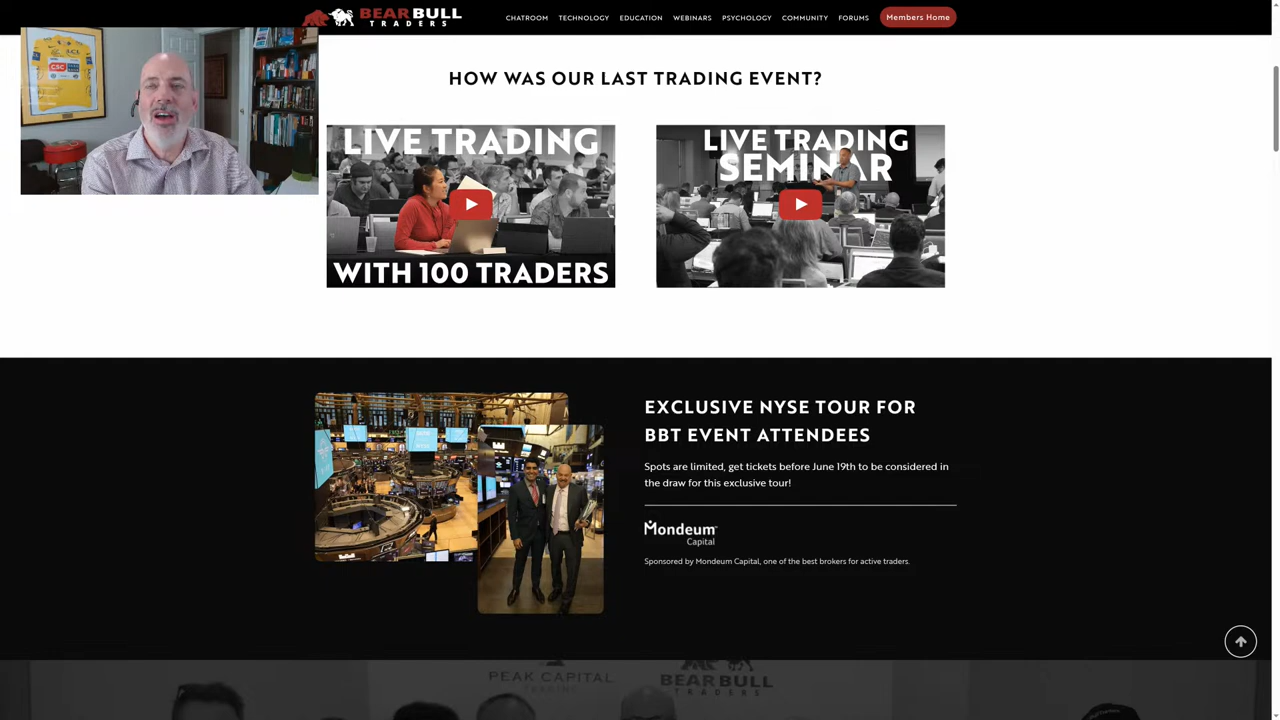 BEAR BULL
TRADERS
CHATROOM TECHNOLOGY EDUCATION WEBINARS PSYCHOLOGY COMMUNITY FORUMS Members Home
HOW WAS OUR LAST TRADING EVENT?
LIVE TRADING
WITH 100 TRADERS
LIVE TRADING
SEMINAR
EXCLUSIVE NYSE TOUR FOR
BBT EVENT ATTENDEES
Spots are limited, get tickets before June 19th to be considered in
the draw for this exclusive tour!
Mondeum
Capital
Sponsored by Mondeum Capital, one of the best brokers for active traders.
PEAK CAPITAL
TRADING
BEAR BULL
TRADERS
CSC